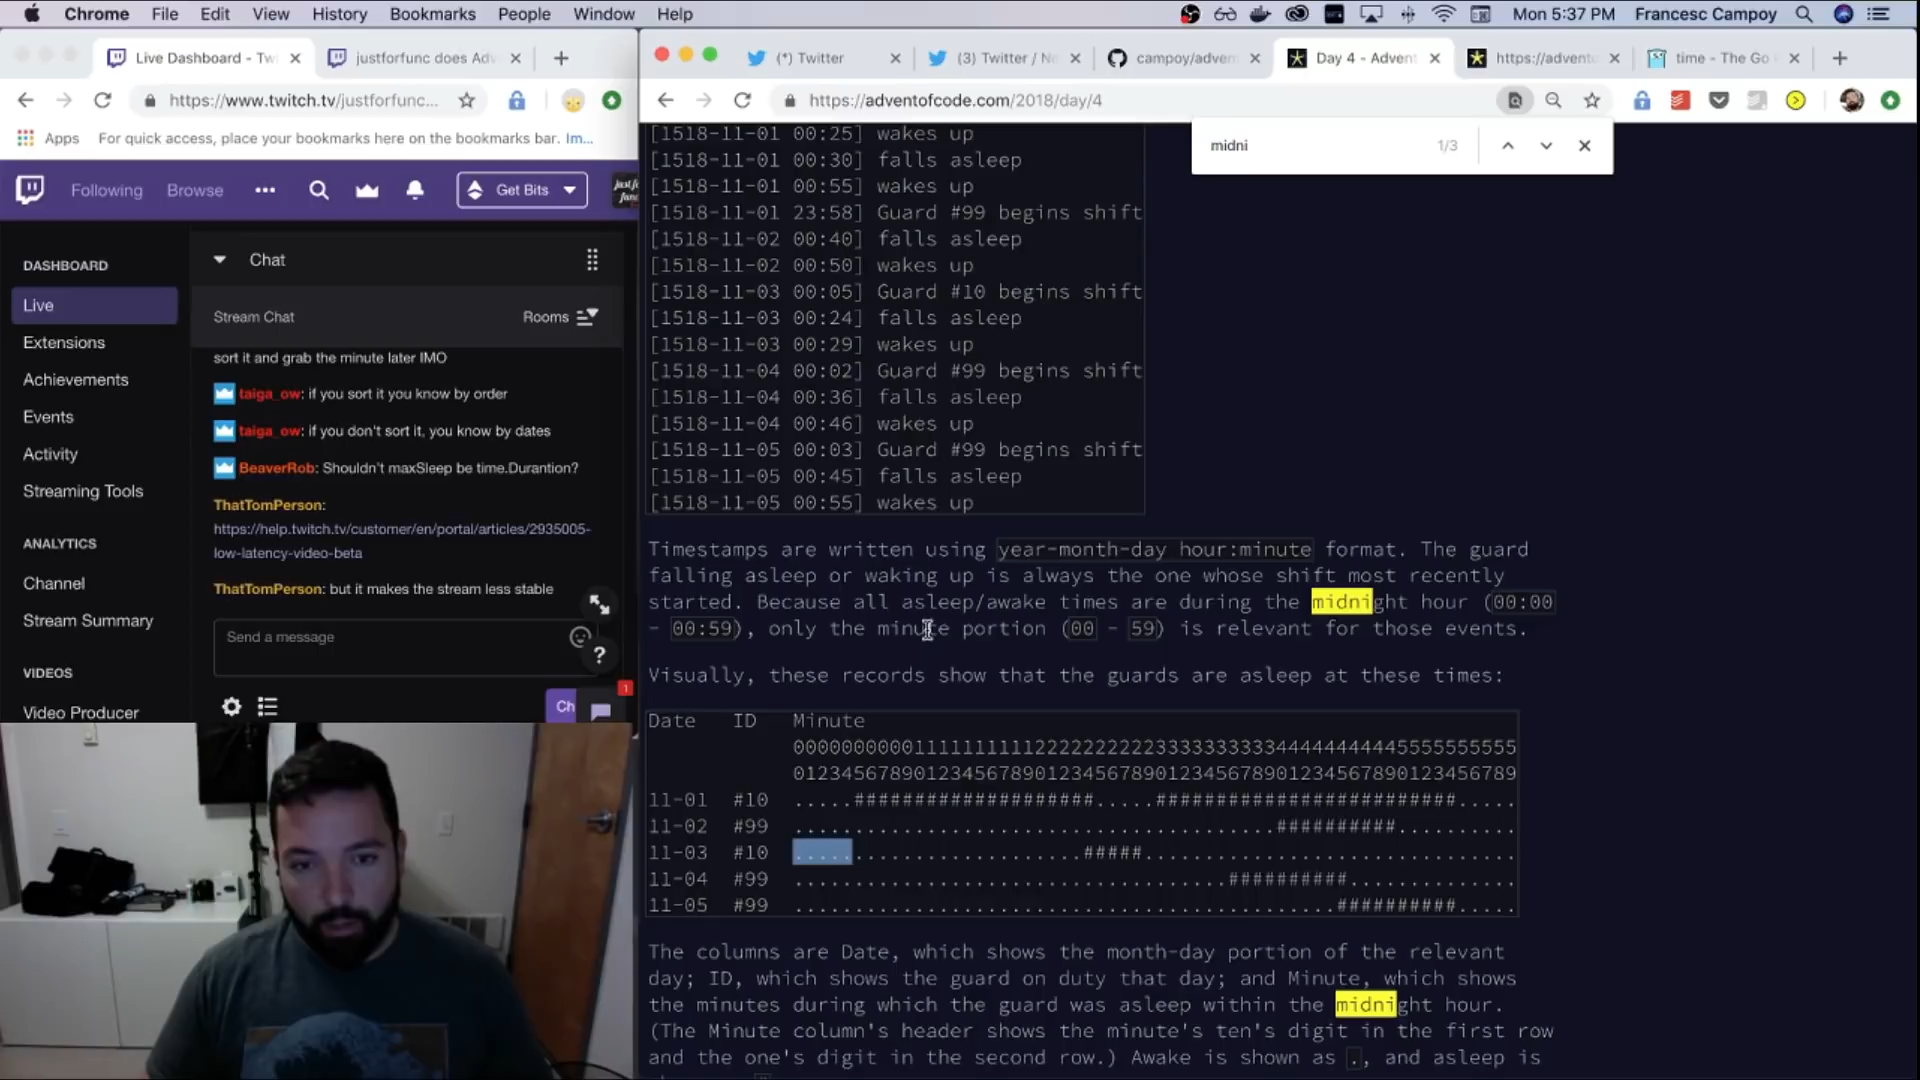 Chrome File Edit View History Bookmarks People Window Help
Mon 5:37 PM Francesc Campoy
Live Dashboard - Twi
justforfunc does Adv
https://www.twitch.tv/justforfunc...
Apps For quick access, place your bookmarks here on the bookmarks bar. Im...
Following Browse ••• Get Bits
DASHBOARD
Live
Extensions
Achievements
Events
Activity
Streaming Tools
ANALYTICS
Channel
Stream Summary
VIDEOS
Video Producer
Chat
Stream Chat Rooms
sort it and grab the minute later IMO
taiga_ow: if you sort it you know by order
taiga_ow: if you don't sort it, you know by dates
BeaverRob: Shouldn't maxSleep be time.Durantion?
ThatTomPerson:
https://help.twitch.tv/customer/en/portal/articles/2935005-
low-latency-video-beta
ThatTomPerson: but it makes the stream less stable
Send a message
?
Ch
1
(*) Twitter
(3) Twitter / N
campoy/adven
Day 4 - Advent
https://advent
time - The Go
https://adventofcode.com/2018/day/4
midni 1/3
[1518-11-01 00:25] wakes up
[1518-11-01 00:30] falls asleep
[1518-11-01 00:55] wakes up
[1518-11-01 23:58] Guard #99 begins shift
[1518-11-02 00:40] falls asleep
[1518-11-02 00:50] wakes up
[1518-11-03 00:05] Guard #10 begins shift
[1518-11-03 00:24] falls asleep
[1518-11-03 00:29] wakes up
[1518-11-04 00:02] Guard #99 begins shift
[1518-11-04 00:36] falls asleep
[1518-11-04 00:46] wakes up
[1518-11-05 00:03] Guard #99 begins shift
[1518-11-05 00:45] falls asleep
[1518-11-05 00:55] wakes up
Timestamps are written using year-month-day hour:minute format. The guard
falling asleep or waking up is always the one whose shift most recently
started. Because all asleep/awake times are during the midnight hour (00:00
- 00:59), only the minute portion (00 - 59) is relevant for those events.
Visually, these records show that the guards are asleep at these times:
Date ID Minute
000000000011111111112222222222333333333344444444445555555555
012345678901234567890123456789012345678901234567890123456789
11-01 #10 .....####################.....#########################.....
11-02 #99 ........................................##########..........
11-03 #10 ........................#####...............................
11-04 #99 ....................................##########..............
11-05 #99 .............................................##########.....
The columns are Date, which shows the month-day portion of the relevant
day; ID, which shows the guard on duty that day; and Minute, which shows
the minutes during which the guard was asleep within the midnight hour.
(The Minute column's header shows the minute's ten's digit in the first row
and the one's digit in the second row.) Awake is shown as ., and asleep is